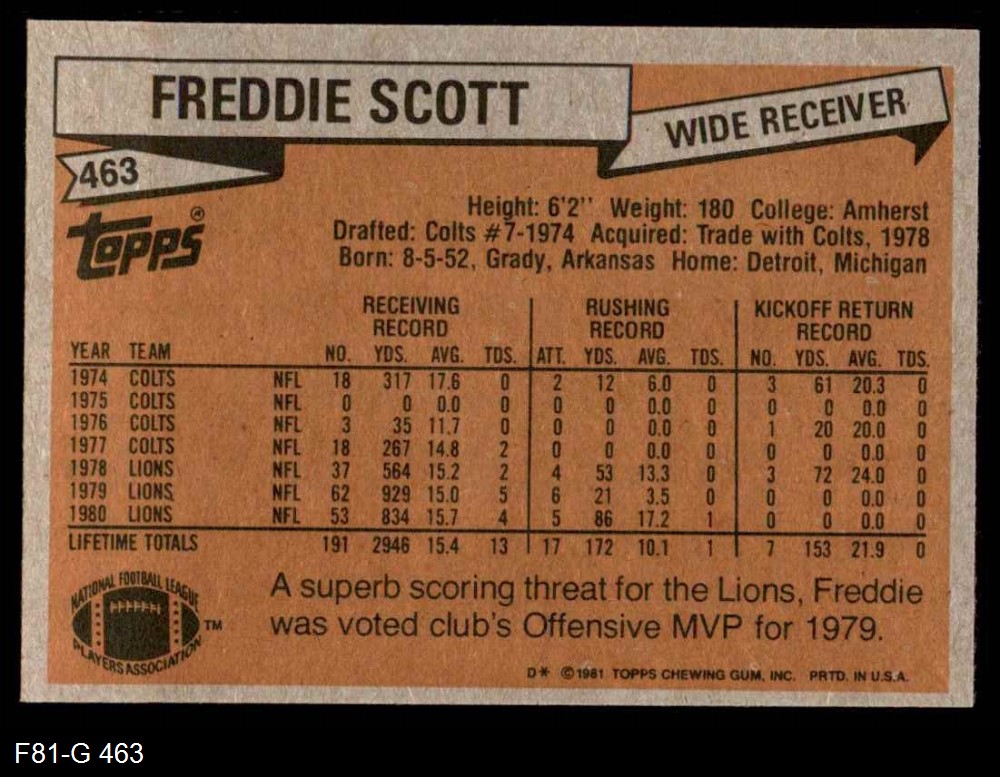 FREDDIE SCOTT
WIDE RECEIVER
463
Topps®
Height: 6'2'' Weight: 180 College: Amherst
Drafted: Colts #7-1974 Acquired: Trade with Colts, 1978
Born: 8-5-52, Grady, Arkansas Home: Detroit, Michigan
RECEIVING RECORD RUSHING RECORD KICKOFF RETURN RECORD
YEAR TEAM NO. YDS. AVG. TDS. ATT. YDS. AVG. TDS. NO. YDS. AVG. TDS.
1974 COLTS NFL 18 317 17.6 0 2 12 6.0 0 3 61 20.3 0
1975 COLTS NFL 0 0 0.0 0 0 0 0.0 0 0 0 0.0 0
1976 COLTS NFL 3 35 11.7 0 0 0 0.0 0 1 20 20.0 0
1977 COLTS NFL 18 267 14.8 2 0 0 0.0 0 0 0 0.0 0
1978 LIONS NFL 37 564 15.2 2 4 53 13.3 0 3 72 24.0 0
1979 LIONS NFL 62 929 15.0 5 6 21 3.5 0 0 0 0.0 0
1980 LIONS NFL 53 834 15.7 4 5 86 17.2 1 0 0 0.0 0
LIFETIME TOTALS 191 2946 15.4 13 17 172 10.1 1 7 153 21.9 0
NATIONAL FOOTBALL LEAGUE
PLAYERS ASSOCIATION
TM
A superb scoring threat for the Lions, Freddie
was voted club's Offensive MVP for 1979.
D* ©1981 TOPPS CHEWING GUM, INC. PRTD. IN U.S.A.
F81-G 463